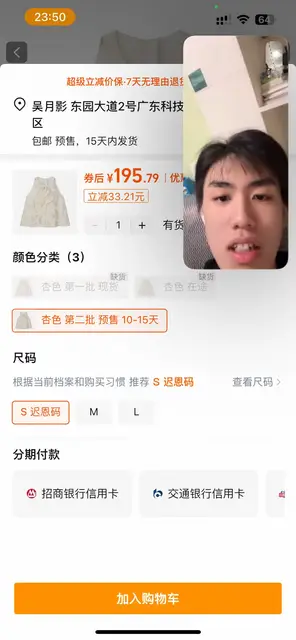 23:50
64
超级立减价保·7天无理由退货
吴月影 东园大道2号广东科技
区
包邮 预售，15天内发货
券后 ¥195.79 优
立减33.21元
- 1 + 有货
颜色分类（3）
缺货
杏色 第一批 现货
缺货
杏色 在途
杏色 第二批 预售 10-15天
尺码
根据当前档案和购买习惯 推荐 S 迟恩码
查看尺码
S 迟恩码
M
L
分期付款
招商银行信用卡
交通银行信用卡
加入购物车